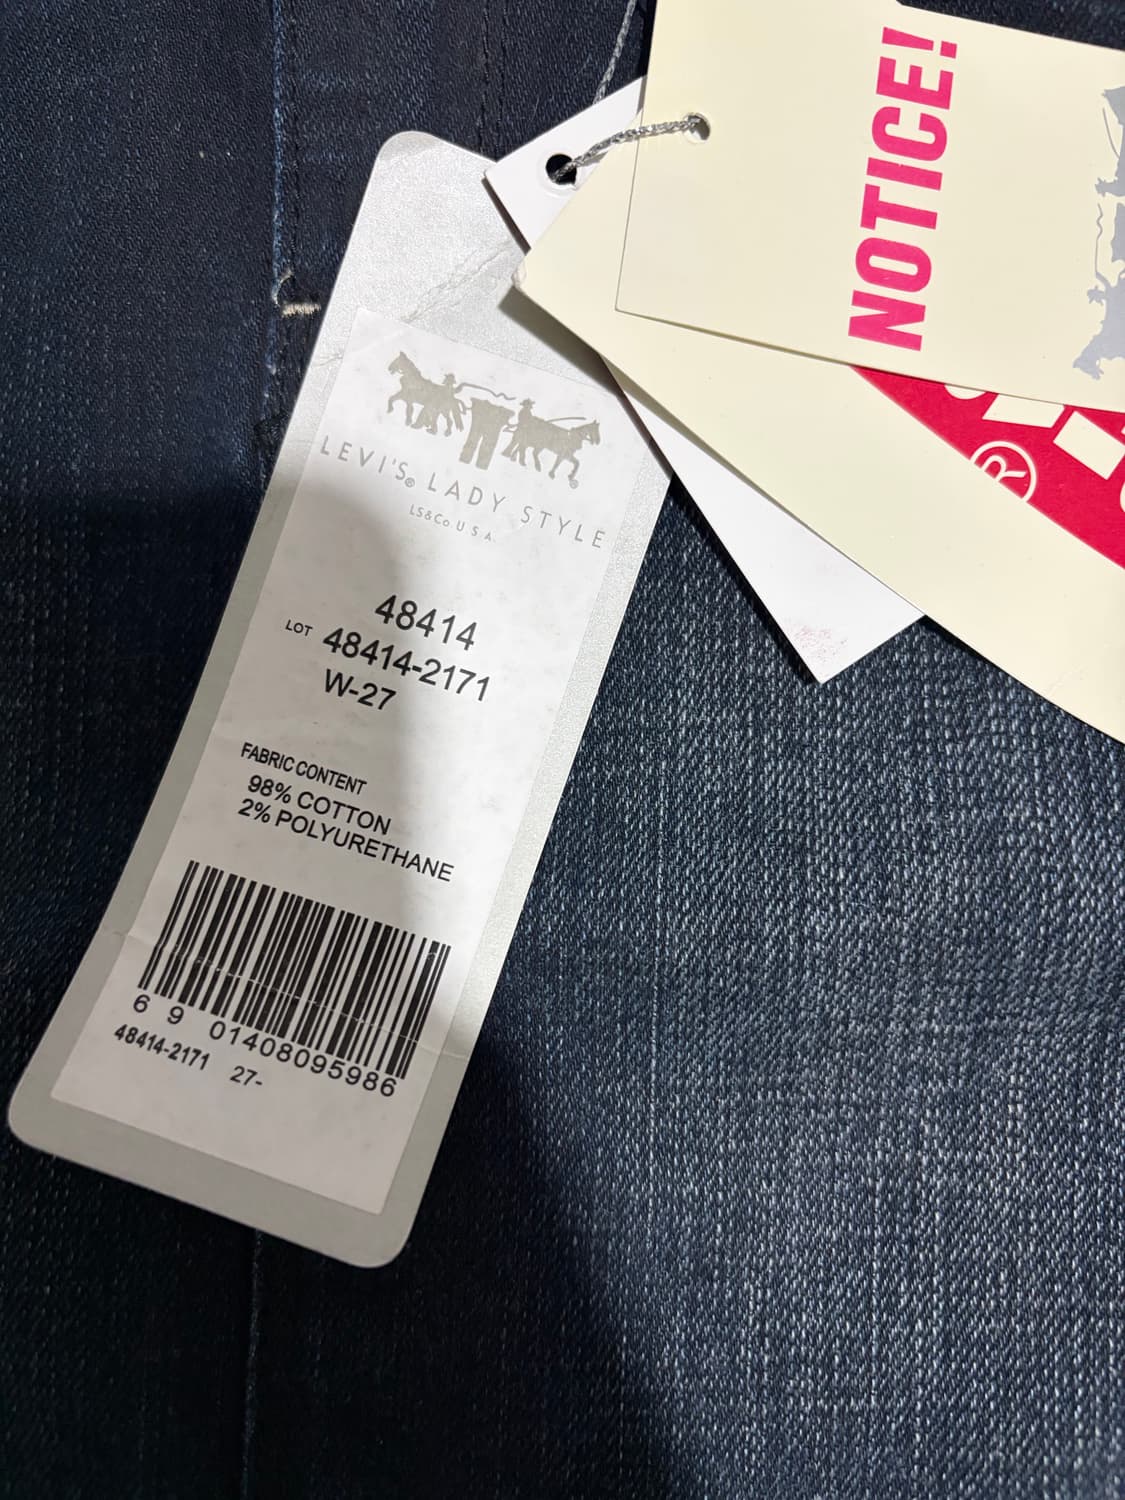 LEVI'S® LADY STYLE
LS&Co U S A
48414
LOT 48414-2171
W-27
FABRIC CONTENT
98% COTTON
2% POLYURETHANE
6 9 01408095986
48414-2171 27-
NOTICE!
®